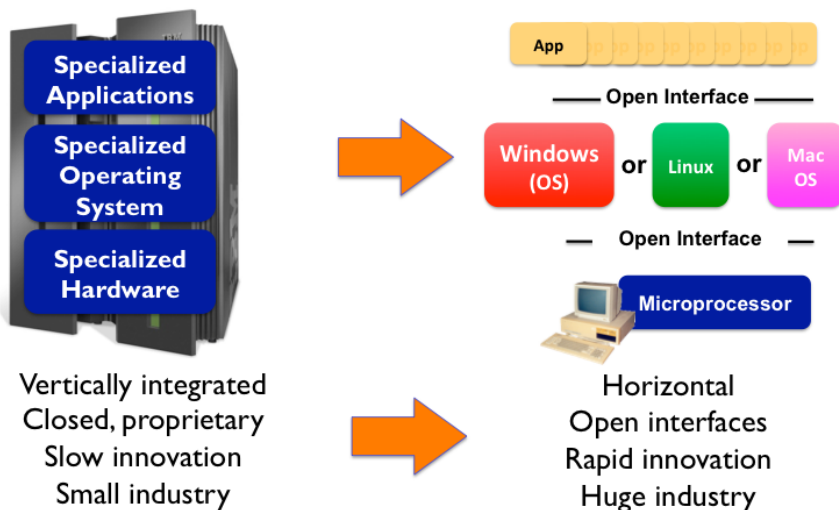 Specialized
Applications
Specialized
Operating
System
Specialized
Hardware
App
Open Interface
Windows
(OS)
or
Linux
or
Mac
OS
Open Interface
Microprocessor
Vertically integrated
Closed, proprietary
Slow innovation
Small industry
Horizontal
Open interfaces
Rapid innovation
Huge industry